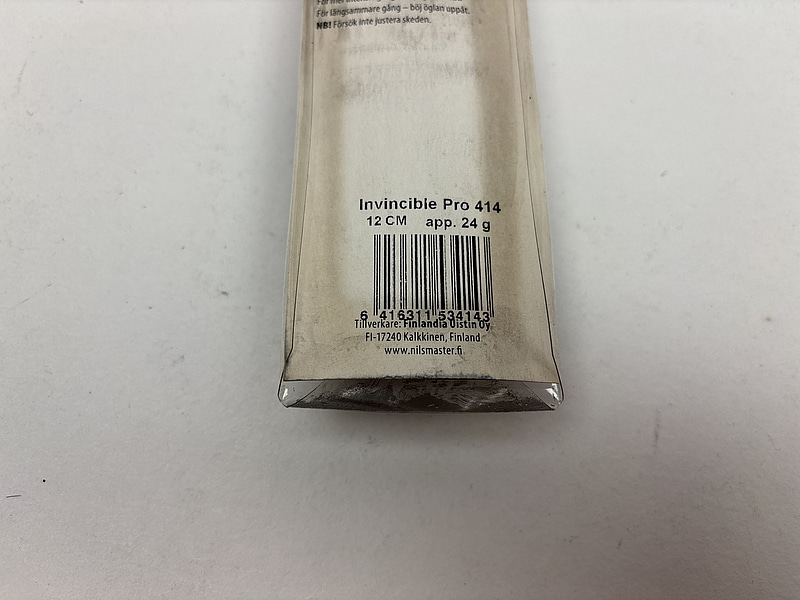 För långsammare gång – böj öglan uppåt.
NB! Försök inte justera skeden.
Invincible Pro 414
12 CM app. 24 g
6 416311 534143
Tillverkare: Finlandia Uistin Oy
FI-17240 Kalkkinen, Finland
www.nilsmaster.fi